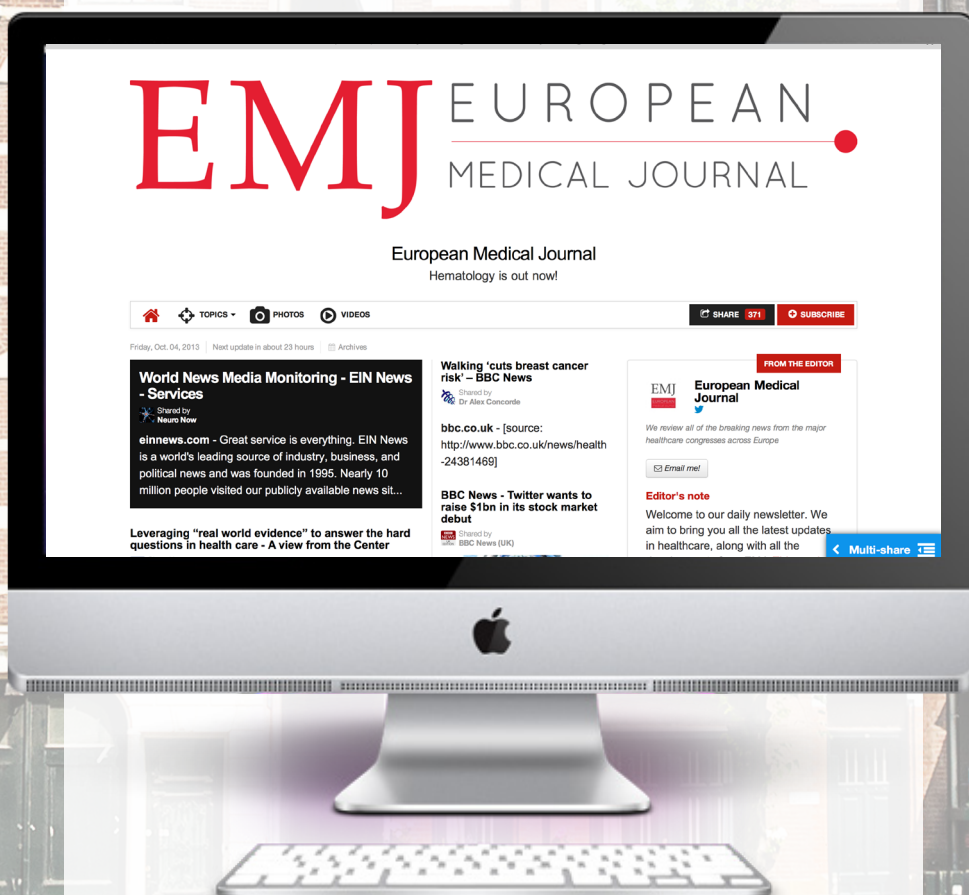 EMJ EUROPEAN
MEDICAL JOURNAL
European Medical Journal
Hematology is out now!
TOPICS PHOTOS VIDEOS
SHARE 371 SUBSCRIBE
Friday, Oct. 04, 2013 Next update in about 23 hours Archives
World News Media Monitoring - EIN News
- Services
Shared by
Neuro Now
einnews.com - Great service is everything. EIN News
is a world's leading source of industry, business, and
political news and was founded in 1995. Nearly 10
million people visited our publicly available news sit...
Leveraging "real world evidence" to answer the hard
questions in health care - A view from the Center
Walking 'cuts breast cancer
risk' – BBC News
Shared by
Dr Alex Concorde
bbc.co.uk - [source:
http://www.bbc.co.uk/news/health
-24381469]
BBC News - Twitter wants to
raise $1bn in its stock market
debut
Shared by
BBC News (UK)
FROM THE EDITOR
EMJ
European Medical
Journal
We review all of the breaking news from the major
healthcare congresses across Europe
Email me!
Editor's note
Welcome to our daily newsletter. We
aim to bring you all the latest updates
in healthcare, along with all the
Multi-share